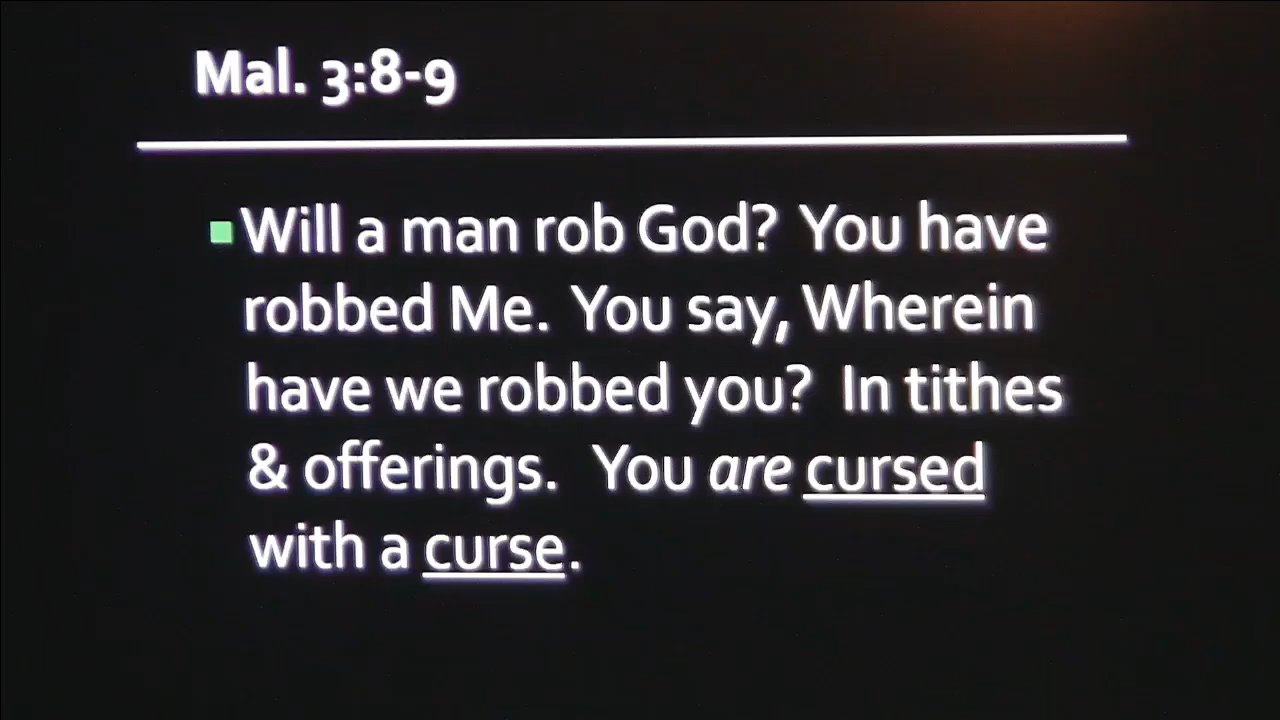 Mal. 3:8-9
Will a man rob God? You have
robbed Me. You say, Wherein
have we robbed you? In tithes
& offerings. You are cursed
with a curse.